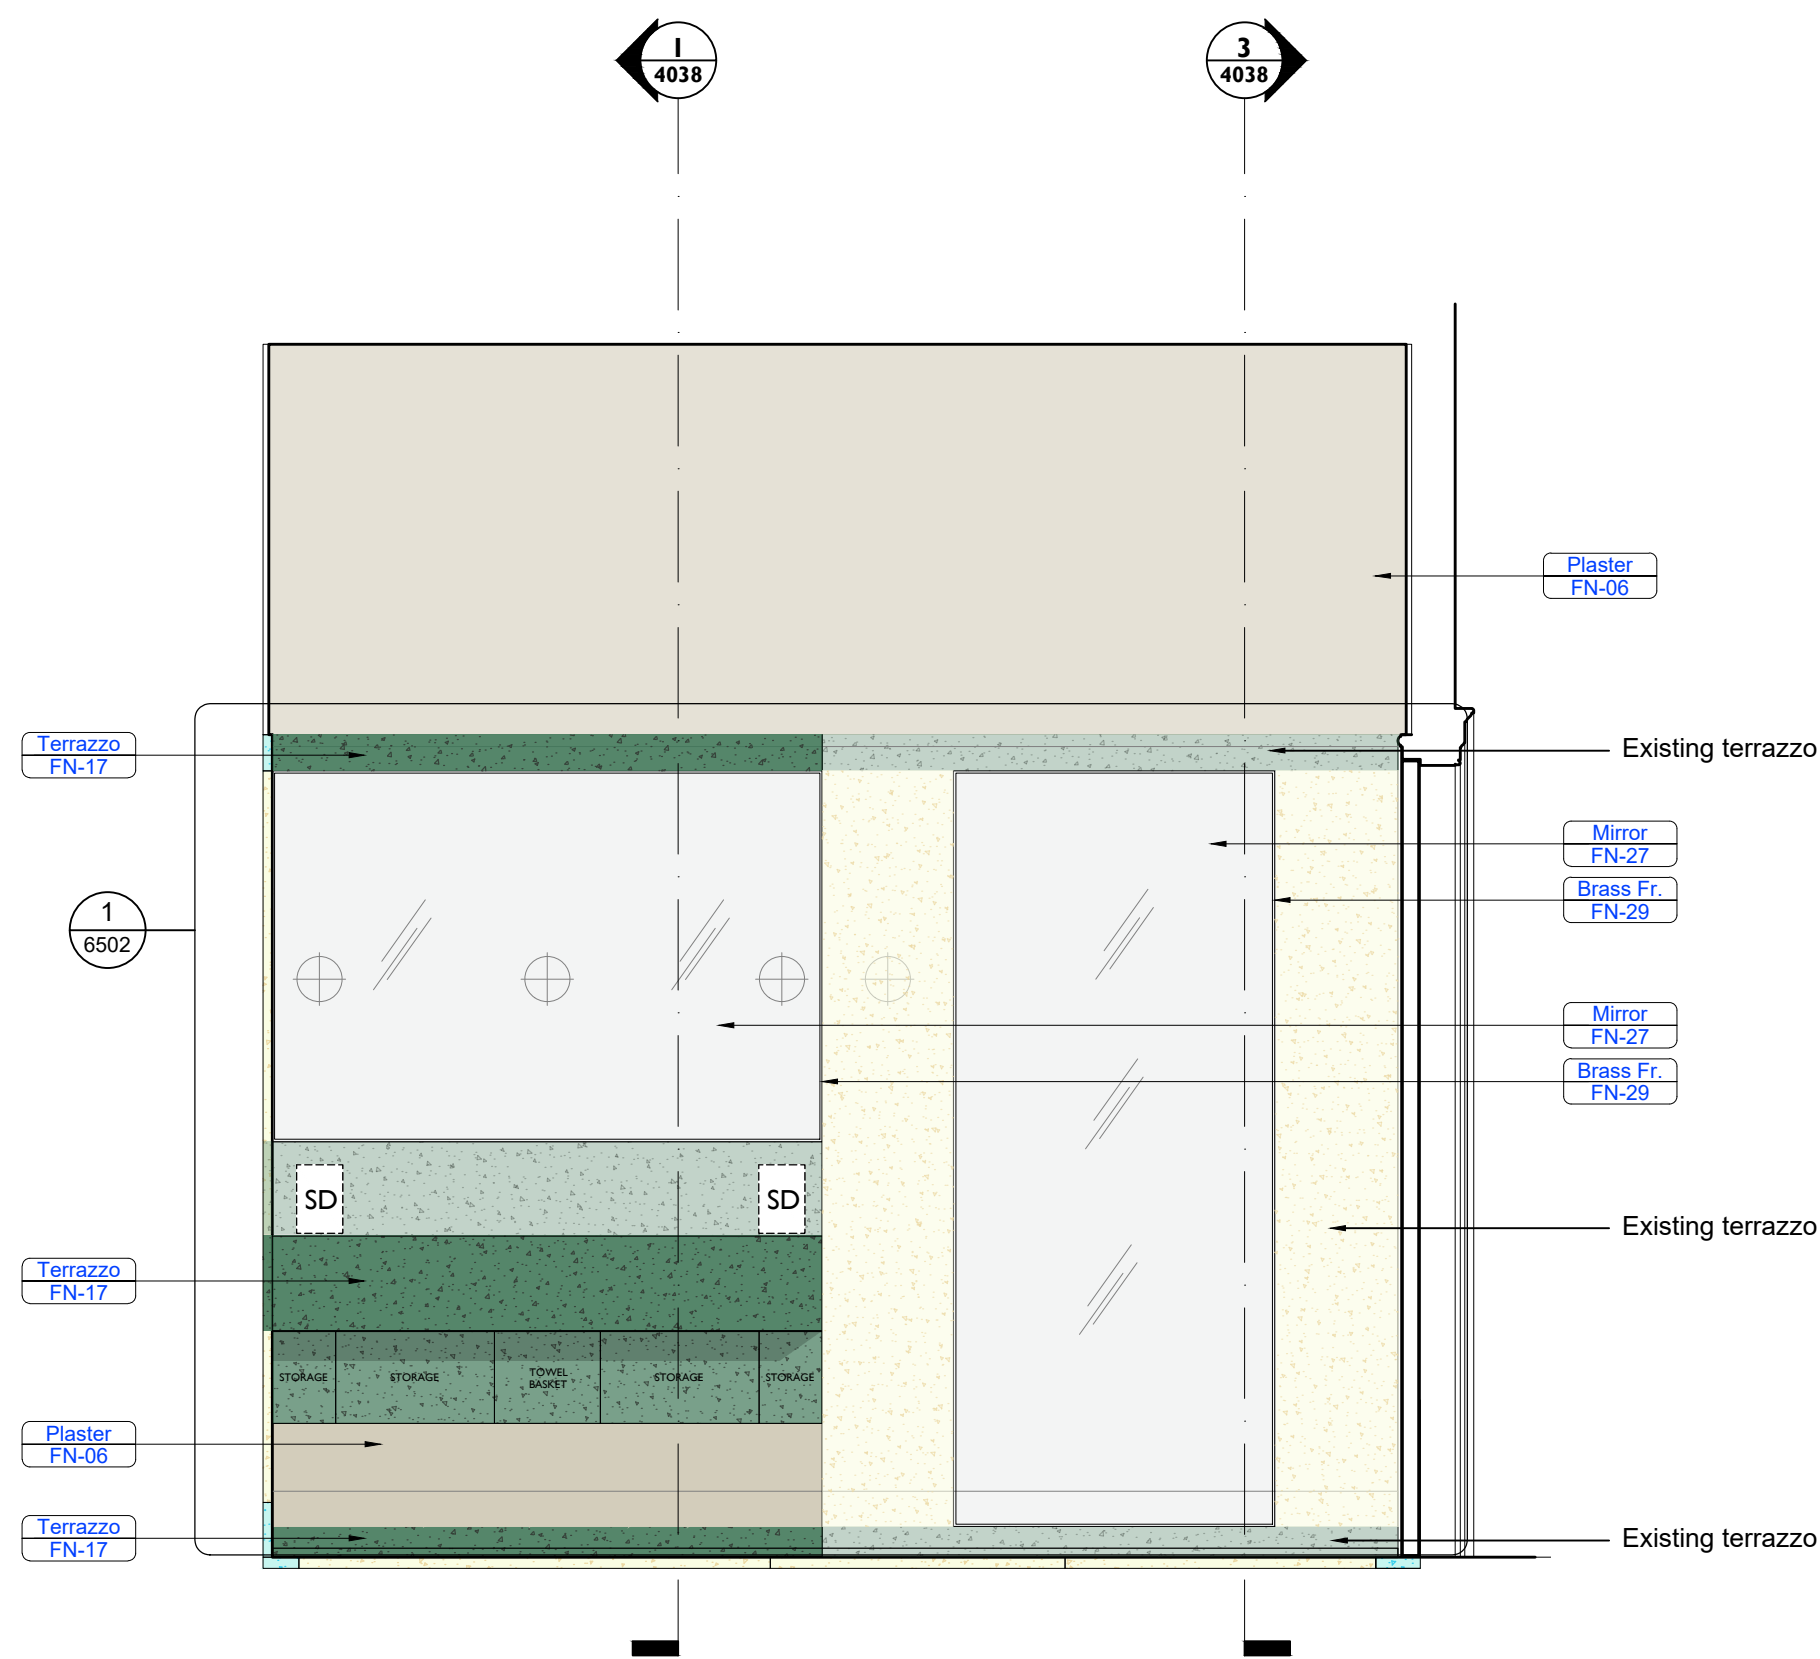 1
4038
3
4038
Plaster
FN-06
Terrazzo
FN-17
Existing terrazzo
Mirror
FN-27
Brass Fr.
FN-29
1
6502
Mirror
FN-27
Brass Fr.
FN-29
SD
SD
Existing terrazzo
Terrazzo
FN-17
STORAGE
STORAGE
TOWEL
BASKET
STORAGE
STORAGE
Plaster
FN-06
Terrazzo
FN-17
Existing terrazzo